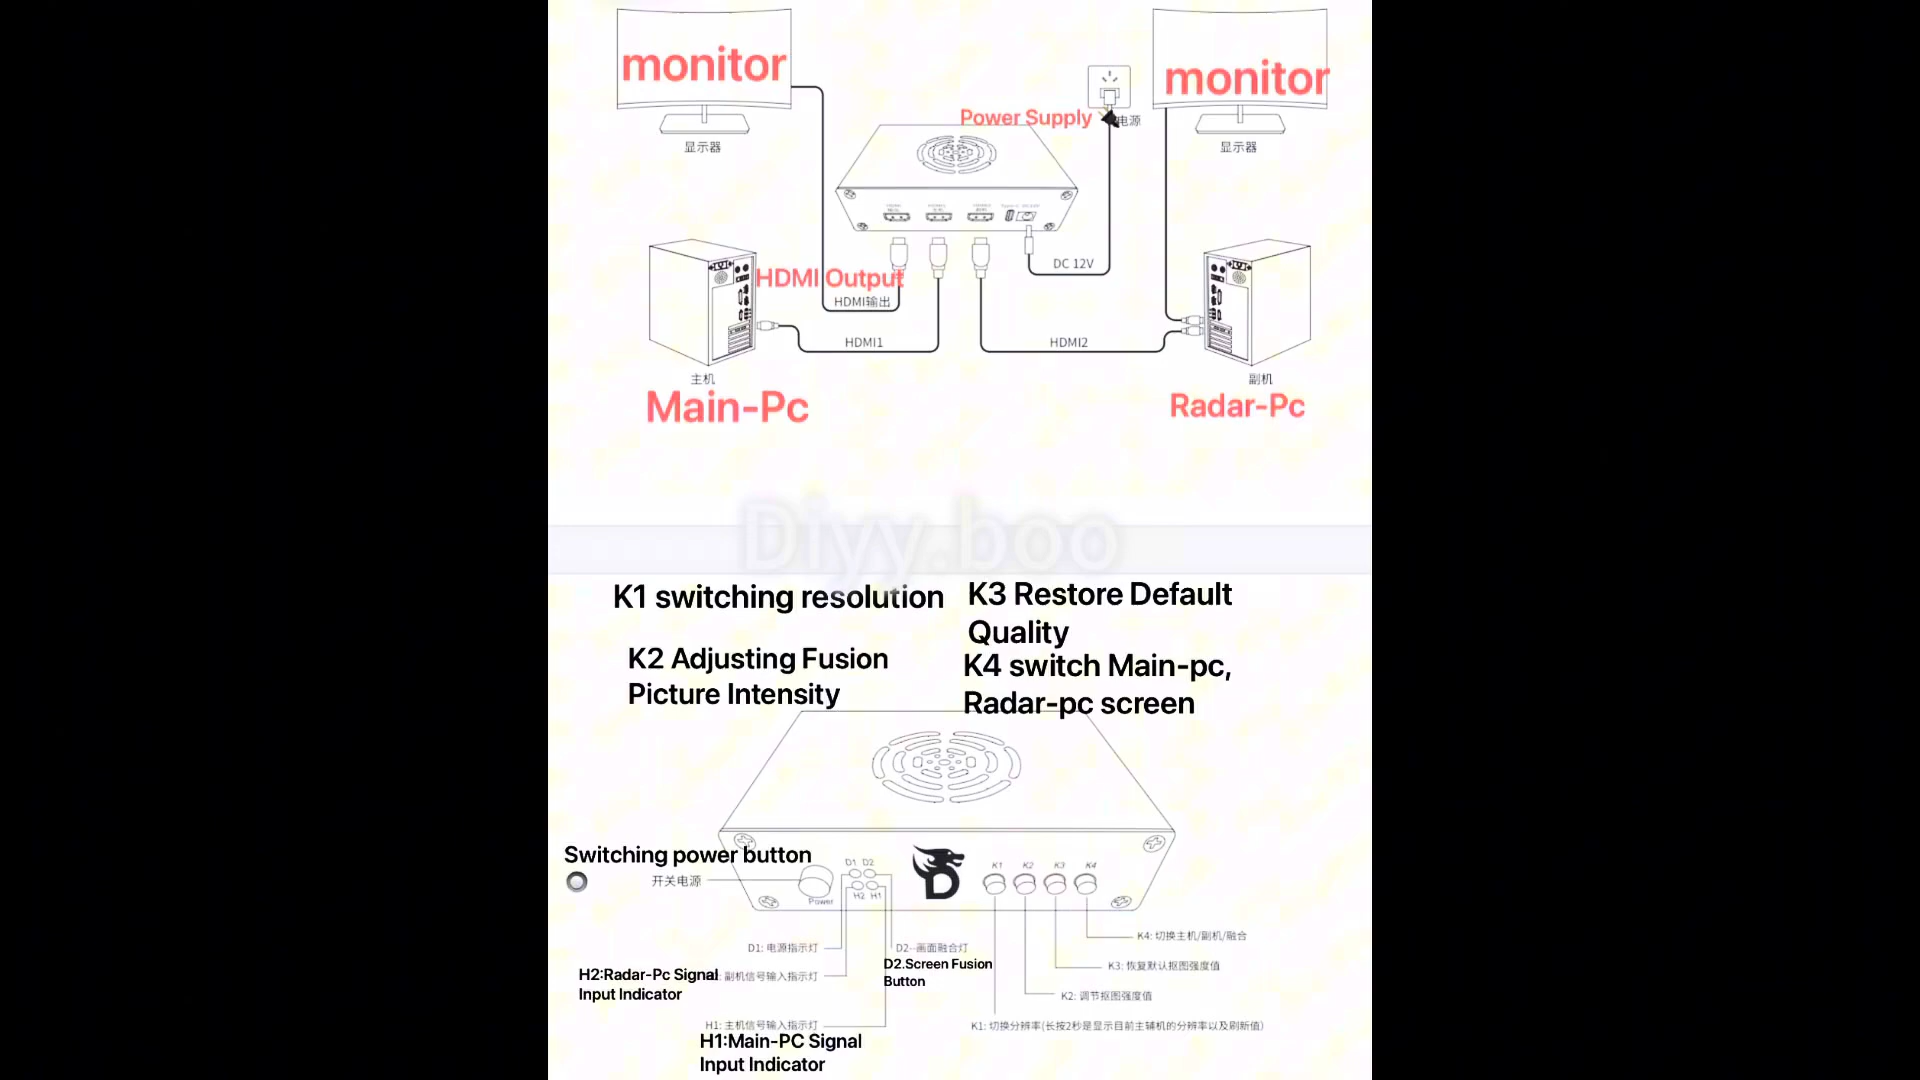 monitor
monitor
Power Supply
电源
显示器
显示器
DC 12V
HDMI Output
HDMI输出
HDMI1
HDMI2
主机
副机
Main-Pc
Radar-Pc
Diyy.boo
K1 switching resolution
K3 Restore Default
Quality
K2 Adjusting Fusion
Picture Intensity
K4 switch Main-pc,
Radar-pc screen
Switching power button
开关电源
D1 D2
H2 H1
Power
D
K1 K2 K3 K4
K4: 切换主机/副机/融合
D1: 电源指示灯
D2--画面融合灯
D2.Screen Fusion
Button
K3: 恢复默认抠图强度值
H2:Radar-Pc Signal
Input Indicator
副机信号输入指示灯
K2: 调节抠图强度值
H1: 主机信号输入指示灯
K1: 切换分辨率(长按2秒是显示目前主辅机的分辨率以及刷新值)
H1:Main-PC Signal
Input Indicator